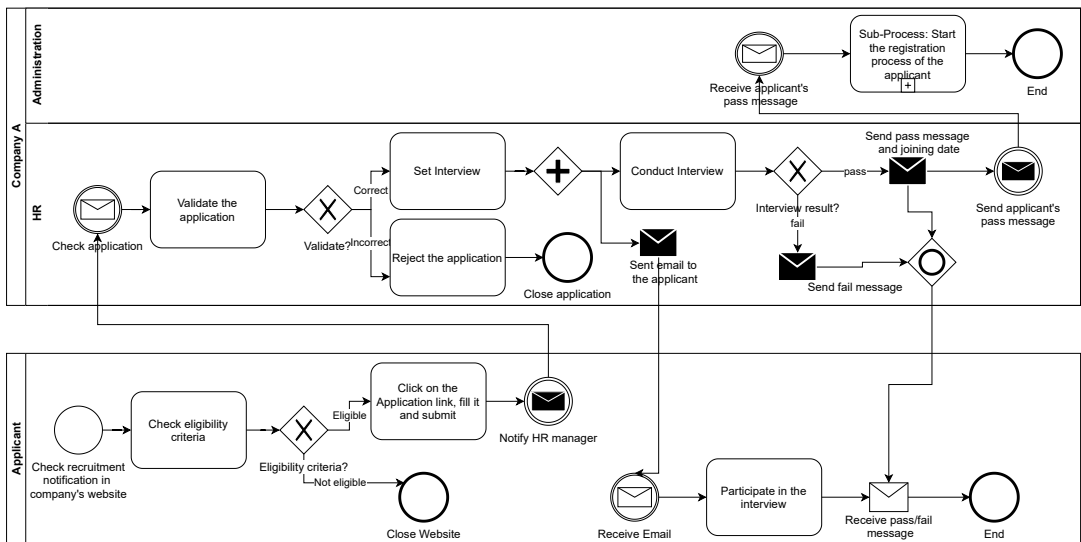 Company A
Administration
Receive applicant's
pass message
Sub-Process: Start
the registration
process of the
applicant
End
HR
Check application
Validate the
application
Validate?
Correct
Incorrect
Set Interview
Reject the application
Close application
Sent email to
the applicant
Conduct Interview
Interview result?
pass
fail
Send pass message
and joining date
Send fail message
Send applicant's
pass message
Applicant
Check recruitment
notification in
company's website
Check eligibility
criteria
Eligibility criteria?
Eligible
Not eligible
Click on the
Application link, fill it
and submit
Notify HR manager
Close Website
Receive Email
Participate in the
interview
Receive pass/fail
message
End